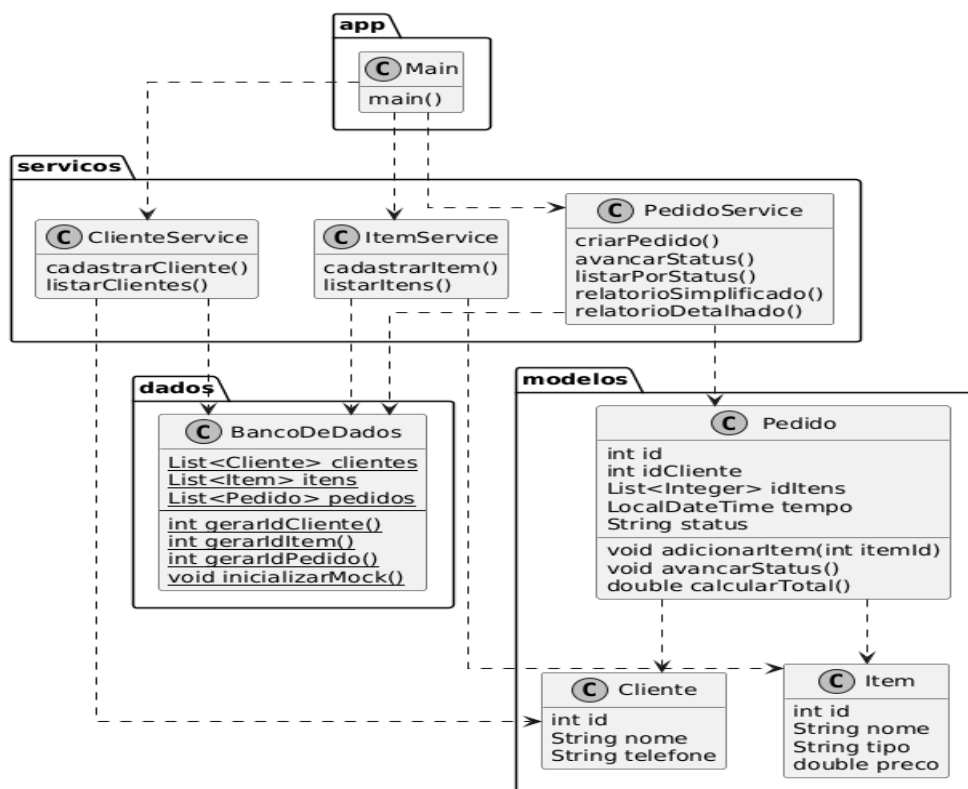 app
C Main
main()
servicos
C ClienteService
cadastrarCliente()
listarClientes()
C ItemService
cadastrarItem()
listarItens()
C PedidoService
criarPedido()
avancarStatus()
listarPorStatus()
relatorioSimplificado()
relatorioDetalhado()
dados
C BancoDeDados
List<Cliente> clientes
List<Item> itens
List<Pedido> pedidos
int gerarIdCliente()
int gerarIdItem()
int gerarIdPedido()
void inicializarMock()
modelos
C Pedido
int id
int idCliente
List<Integer> idItens
LocalDateTime tempo
String status
void adicionarItem(int itemId)
void avancarStatus()
double calcularTotal()
C Cliente
int id
String nome
String telefone
C Item
int id
String nome
String tipo
double preco